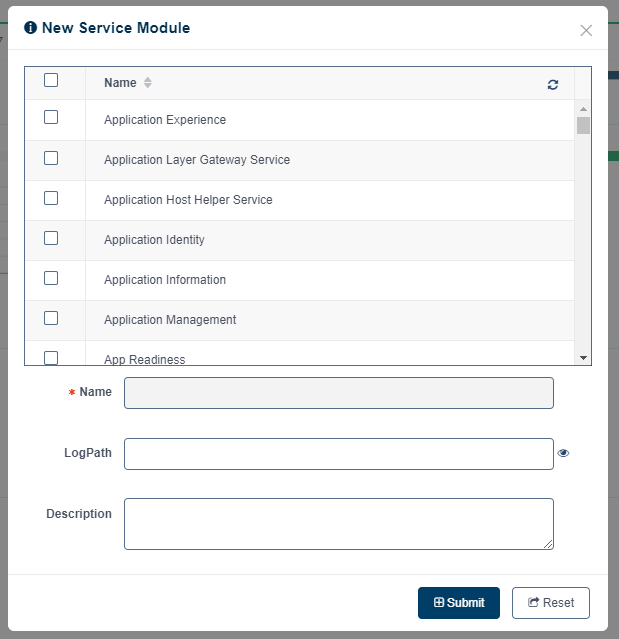 New Service Module
Name
Application Experience
Application Layer Gateway Service
Application Host Helper Service
Application Identity
Application Information
Application Management
App Readiness
* Name
LogPath
Description
Submit
Reset